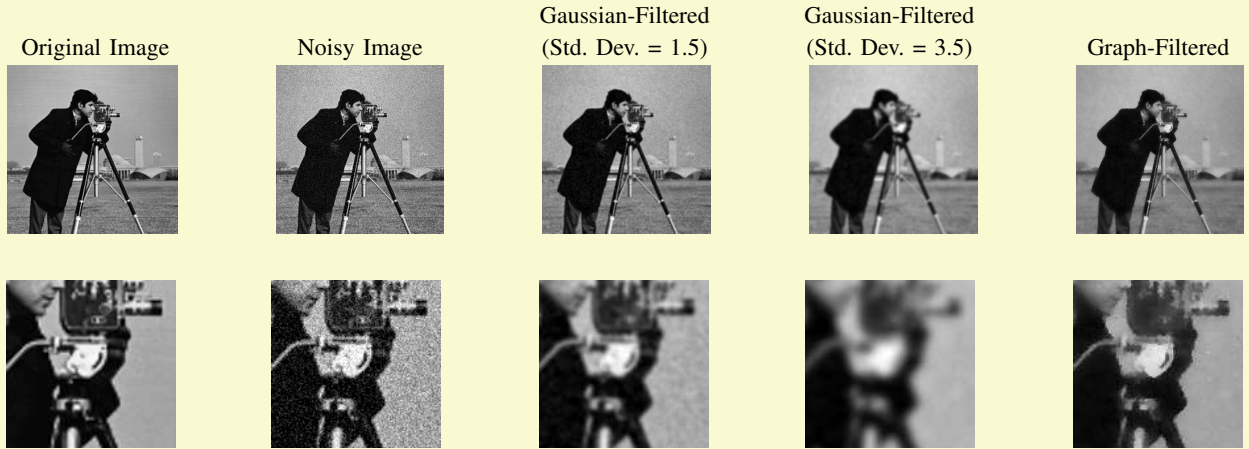 Original Image
Noisy Image
Gaussian-Filtered
(Std. Dev. = 1.5)
Gaussian-Filtered
(Std. Dev. = 3.5)
Graph-Filtered